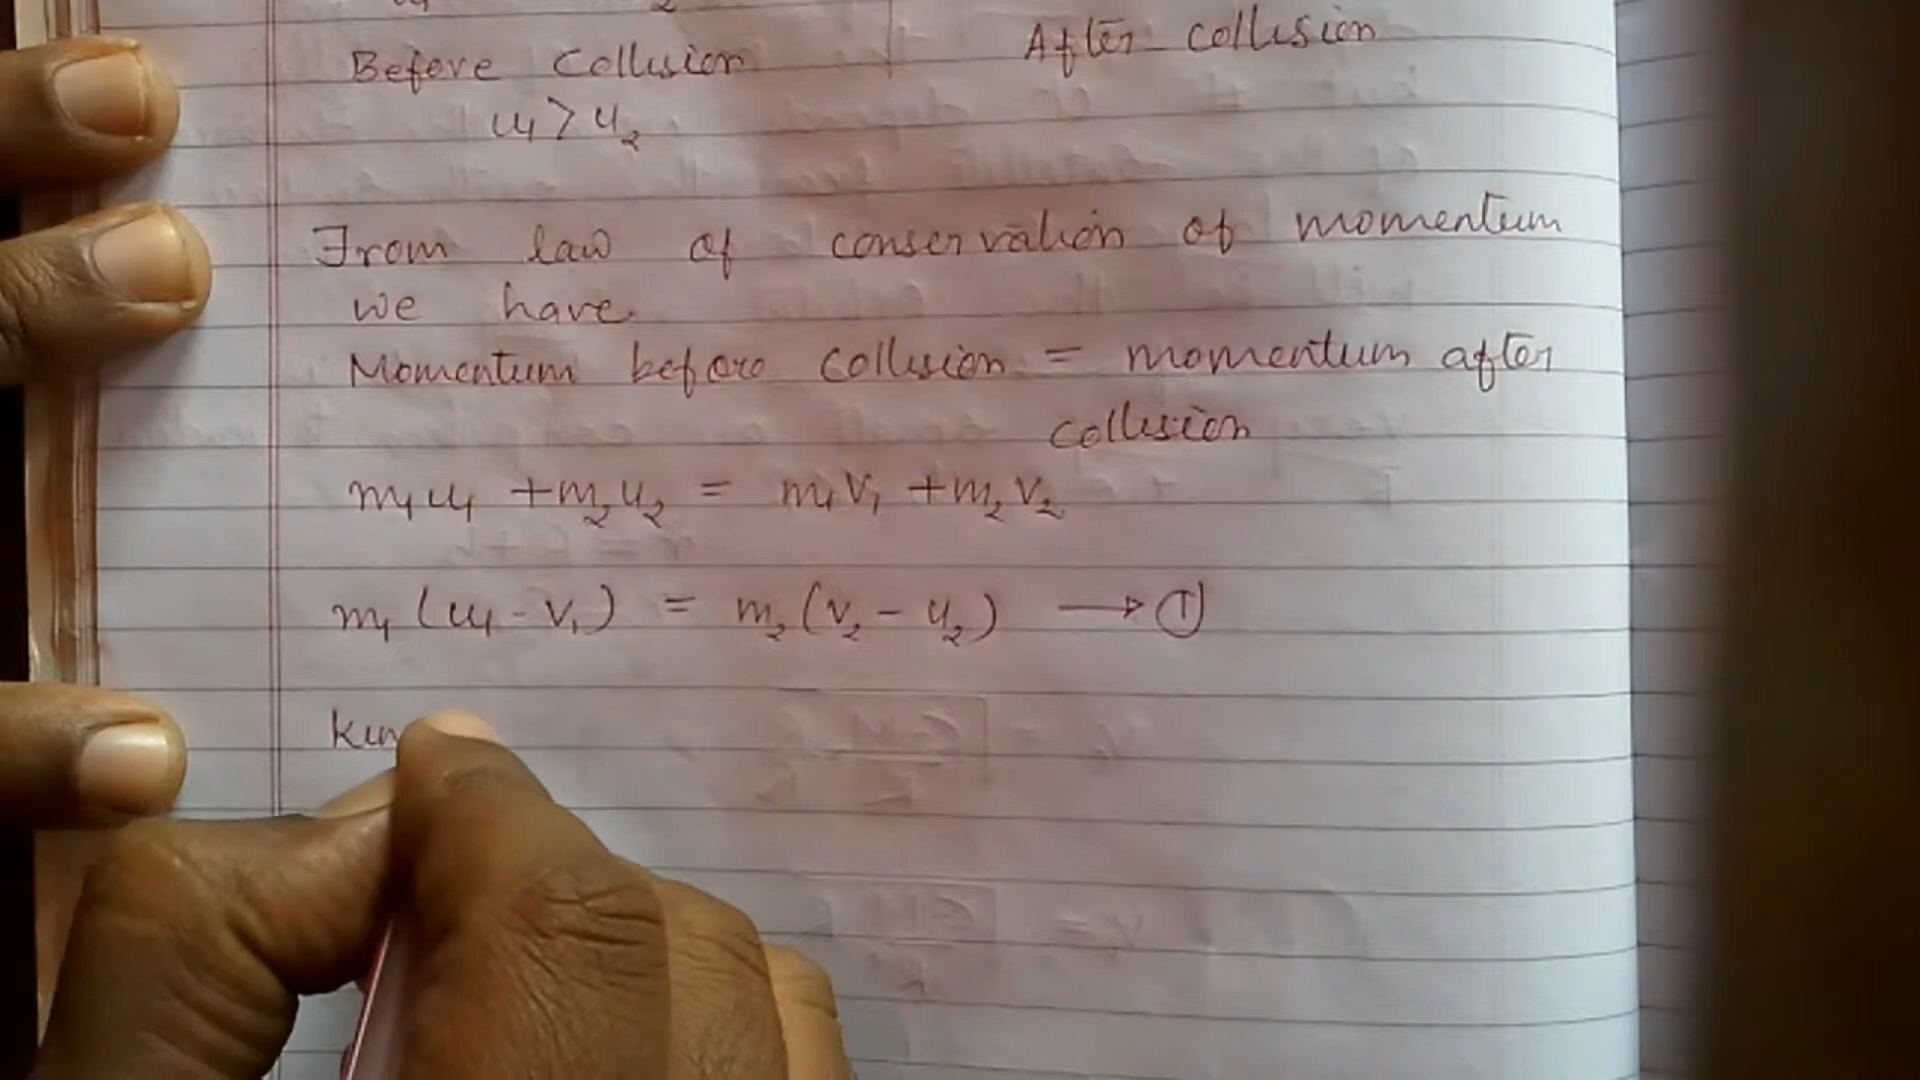 Before Collision
After collision
u₁ > u₂
From law of conservation of momentum
we have.
Momentum before collision = momentum after
collision
m₁u₁ + m₂u₂ = m₁v₁ + m₂v₂
m₁(u₁ - v₁) = m₂(v₂ - u₂) → ①
kin